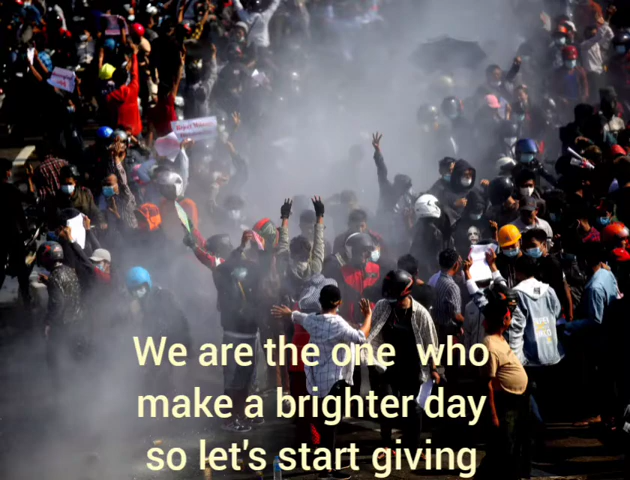 We are the one who
make a brighter day
so let's start giving